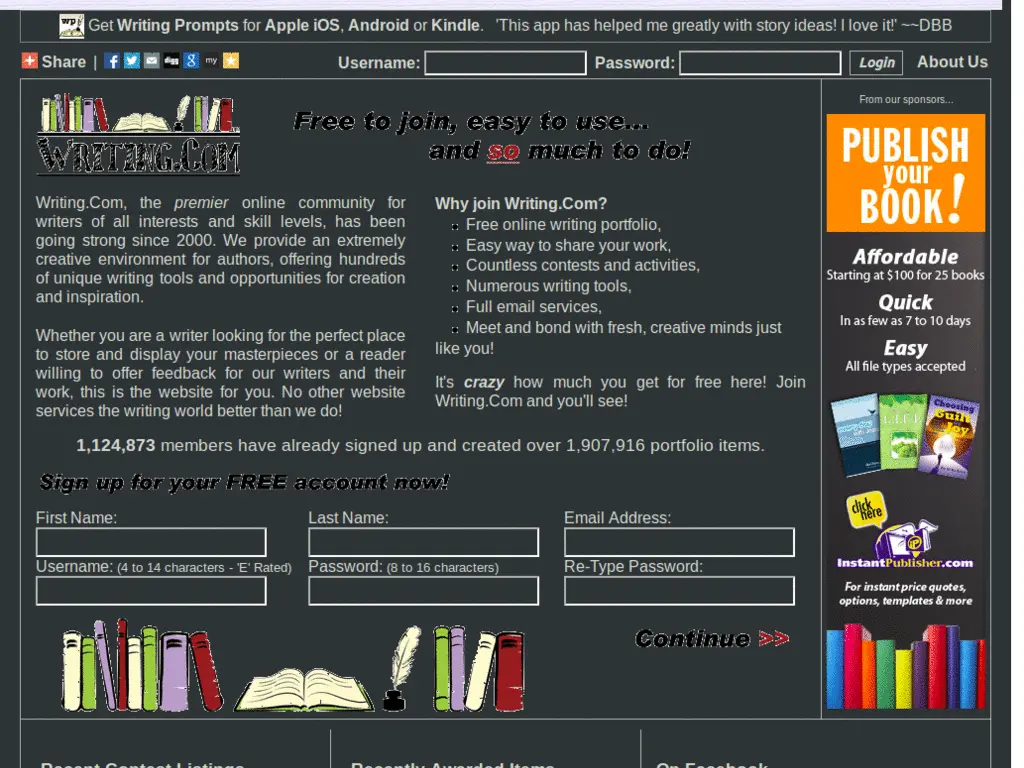 Get Writing Prompts for Apple iOS, Android or Kindle. 'This app has helped me greatly with story ideas! I love it!' ~~DBB
Share |
Username:
Password:
Login
About Us
WRITING.COM
Free to join, easy to use...
and so much to do!
Writing.Com, the premier online community for
writers of all interests and skill levels, has been
going strong since 2000. We provide an extremely
creative environment for authors, offering hundreds
of unique writing tools and opportunities for creation
and inspiration.
Whether you are a writer looking for the perfect place
to store and display your masterpieces or a reader
willing to offer feedback for our writers and their
work, this is the website for you. No other website
services the writing world better than we do!
Why join Writing.Com?
Free online writing portfolio,
Easy way to share your work,
Countless contests and activities,
Numerous writing tools,
Full email services,
Meet and bond with fresh, creative minds just
like you!
It's crazy how much you get for free here! Join
Writing.Com and you'll see!
1,124,873 members have already signed up and created over 1,907,916 portfolio items.
Sign up for your FREE account now!
First Name:
Last Name:
Email Address:
Username: (4 to 14 characters - 'E' Rated)
Password: (8 to 16 characters)
Re-Type Password:
Continue >>
From our sponsors...
PUBLISH
your
BOOK!
Affordable
Starting at $100 for 25 books
Quick
In as few as 7 to 10 days
Easy
All file types accepted
Choosing
click
here
iP
InstantPublisher.com
For instant price quotes,
options, templates & more
Recent Contest Listings
Recently Awarded Items
On Facebook